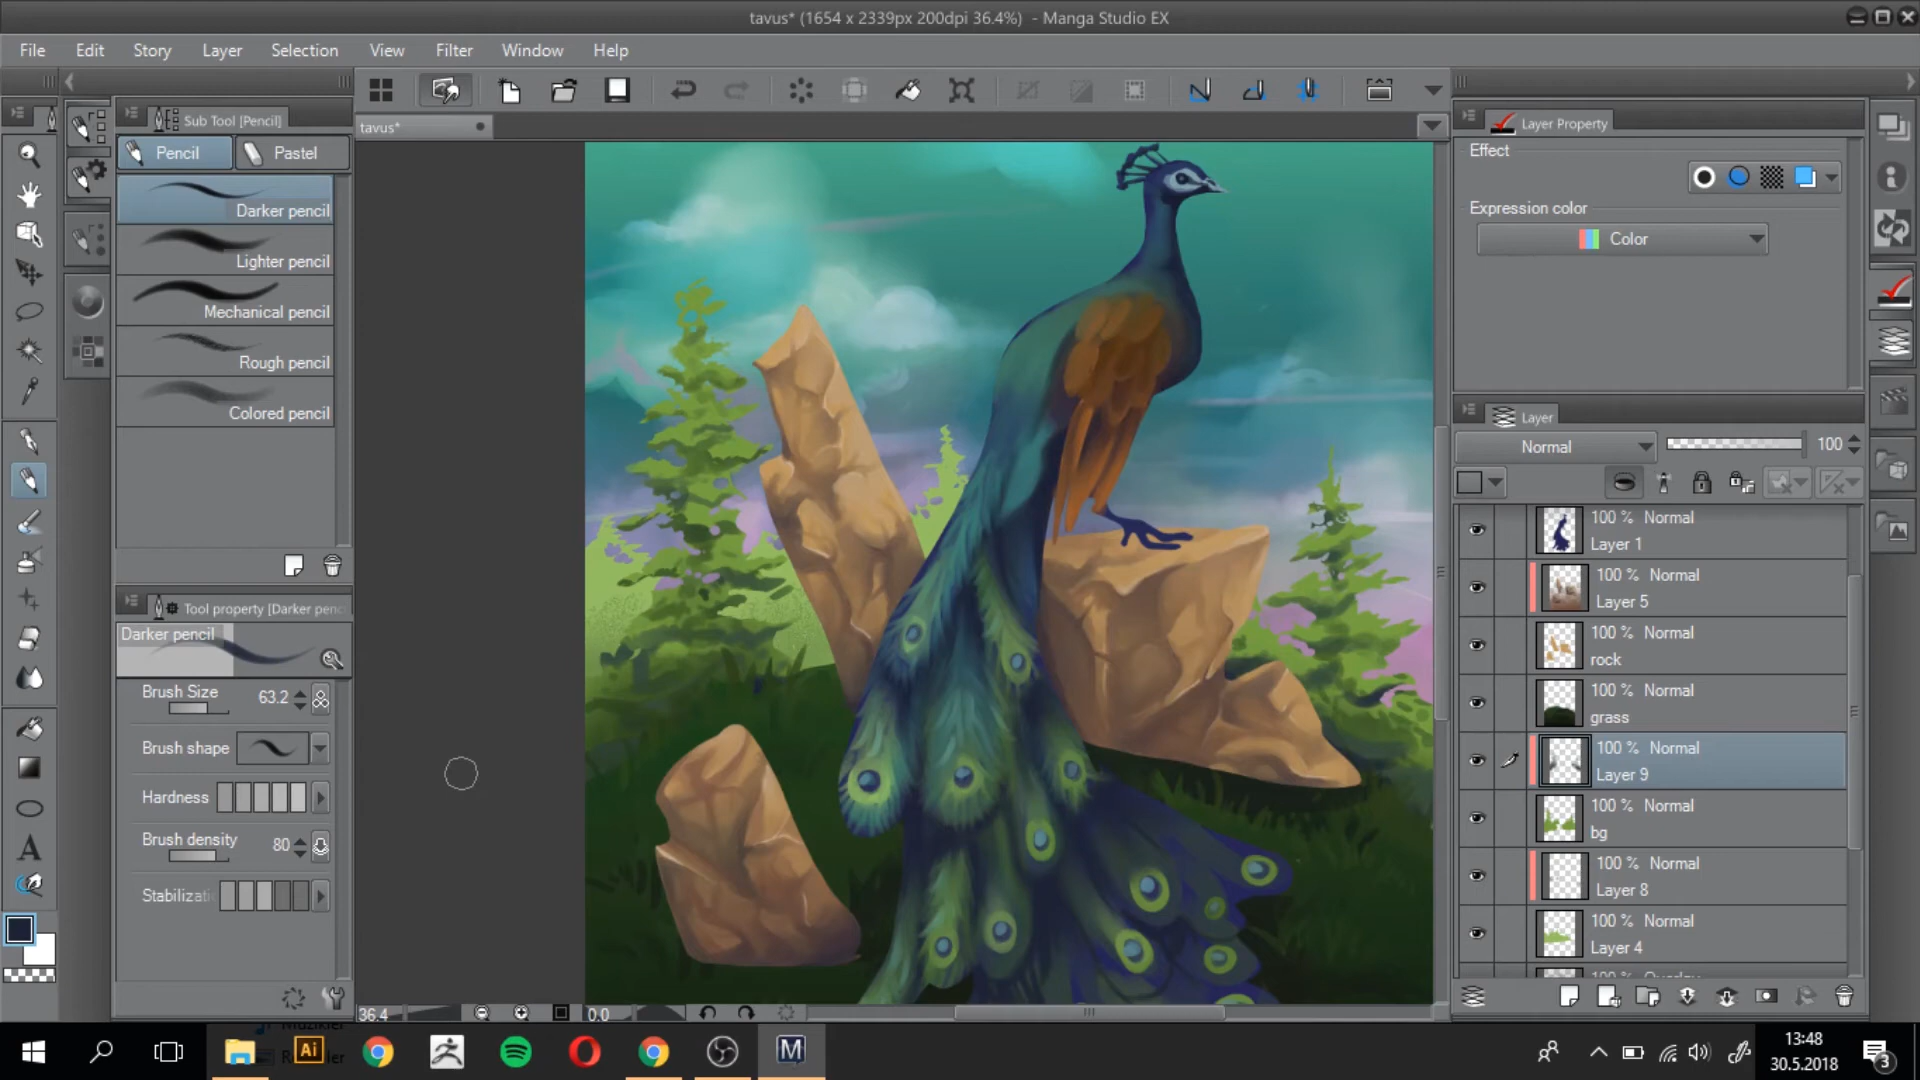 tavus* (1654 x 2339px 200dpi 36.4%)  - Manga Studio EX
File Edit Story Layer Selection View Filter Window Help
Sub Tool [Pencil]
Pencil Pastel
Darker pencil
Lighter pencil
Mechanical pencil
Rough pencil
Colored pencil
Tool property [Darker penc
Darker pencil
Brush Size 63.2
Brush shape
Hardness
Brush density 80
Stabilizati
tavus*
36.4 0.0
Layer Property
Effect
Expression color
Color
Layer
Normal 100
100 % Normal
Layer 1
100 % Normal
Layer 5
100 % Normal
rock
100 % Normal
grass
100 % Normal
Layer 9
100 % Normal
bg
100 % Normal
Layer 8
100 % Normal
Layer 4
100 % Overlay
Ai
M
13:48
30.5.2018
3